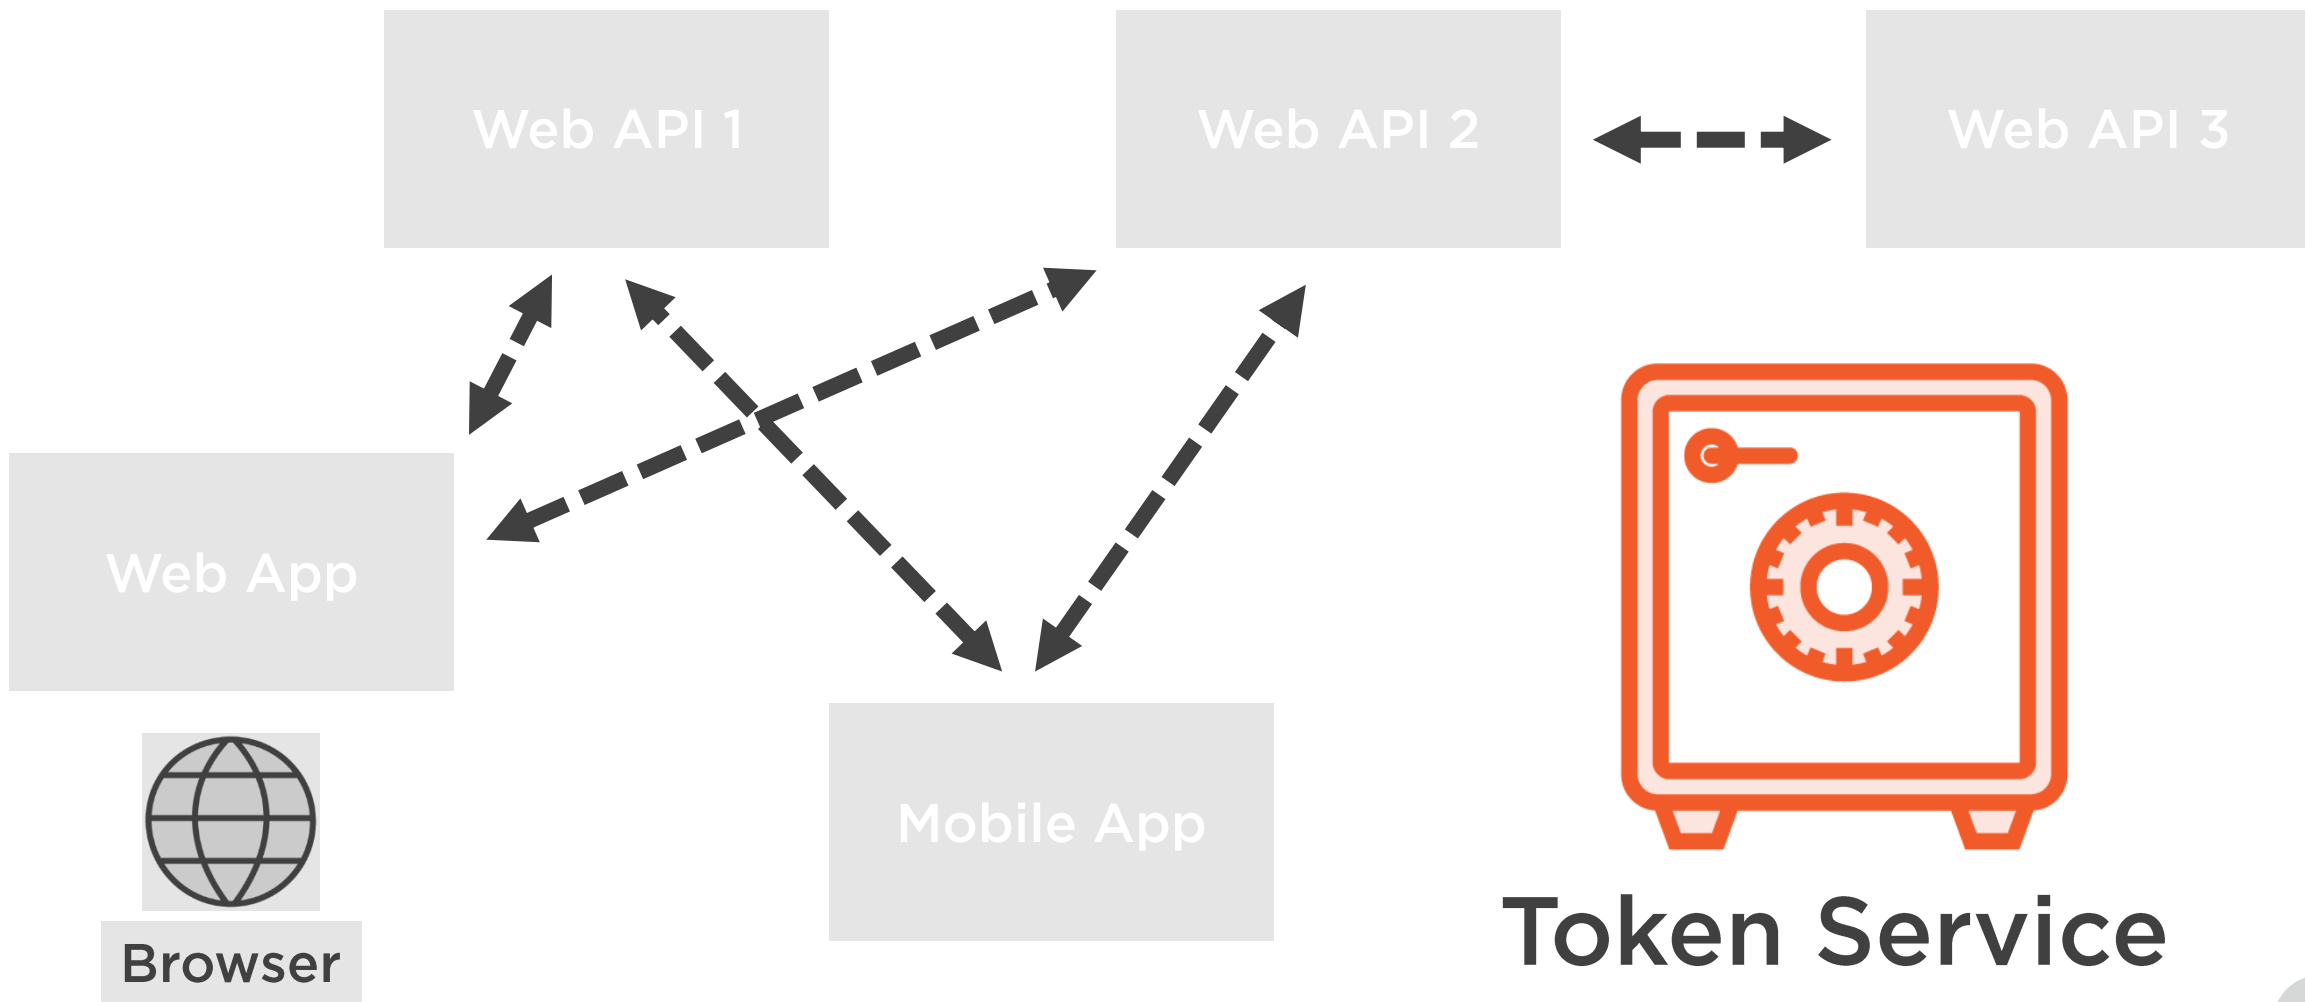 Web API 1
Web API 2
Web API 3
Web App
Mobile App
Browser
Token Service